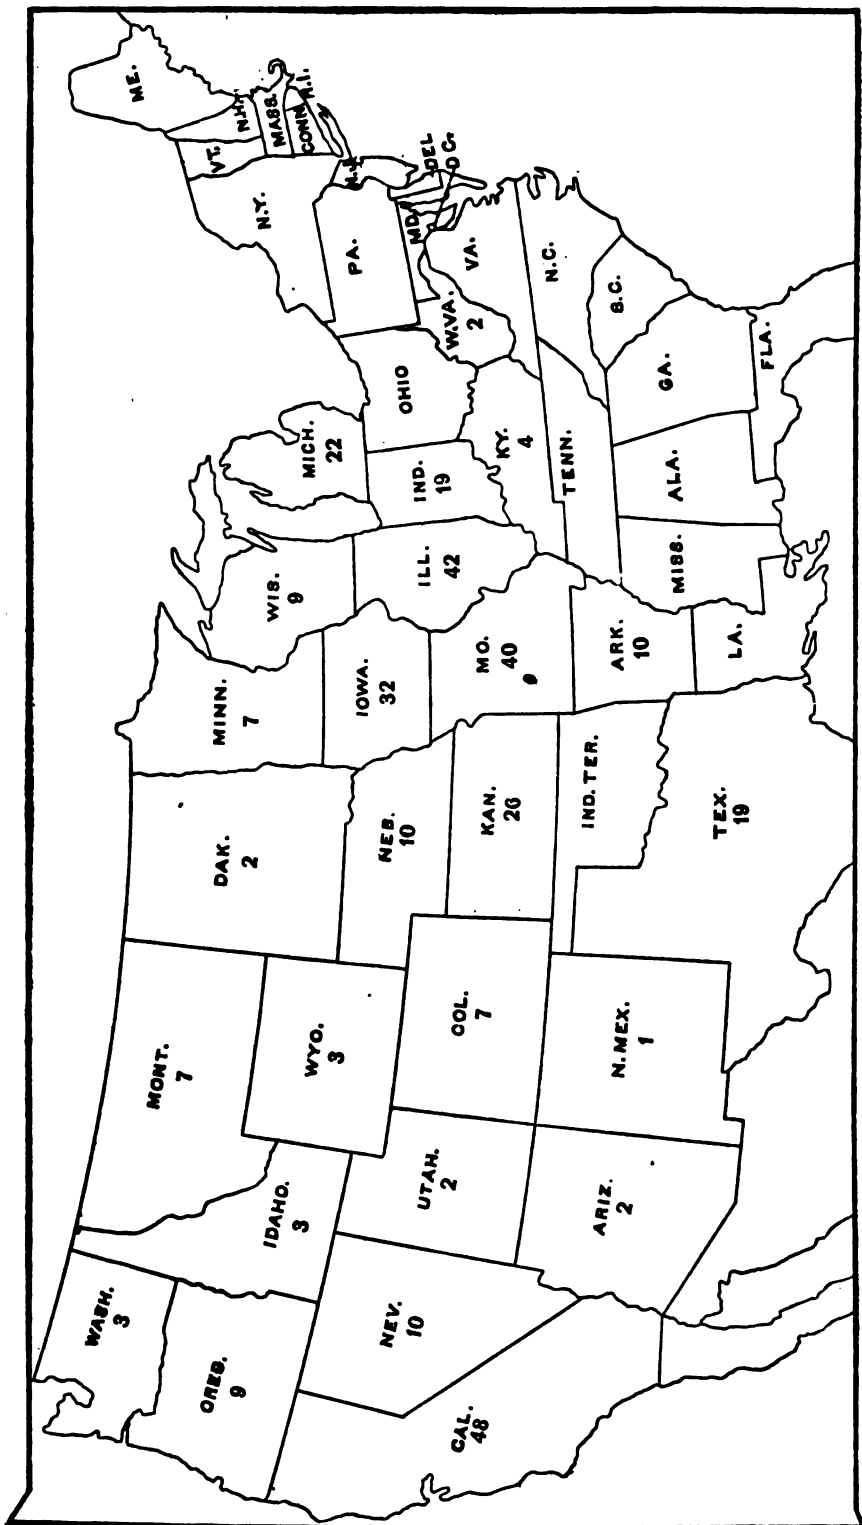 WASH.
3
OREG.
9
CAL.
48
NEV.
10
IDAHO.
3
MONT.
7
WYO.
3
UTAH.
2
ARIZ.
2
COL.
7
N.MEX.
1
DAK.
2
NEB.
10
KAN.
26
IND. TER.
TEX.
19
MINN.
7
IOWA.
32
MO.
40
ARK.
10
LA.
WIS.
9
ILL.
42
MICH.
22
IND.
19
OHIO
KY.
4
TENN.
MISS.
ALA.
GA.
FLA.
S.C.
N.C.
VA.
W.VA.
2
MD.
D C.
DEL
PA.
N.J.
N.Y.
VT.
N.H.
MASS.
CONN.
R.I.
ME.